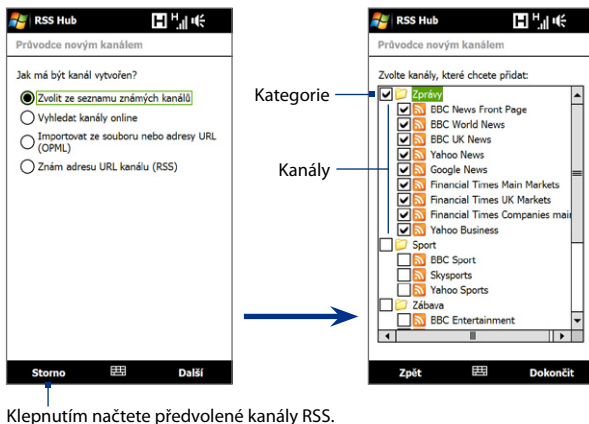 RSS Hub
Průvodce novým kanálem
Jak má být kanál vytvořen?
Zvolit ze seznamu známých kanálů
Vyhledat kanály online
Importovat ze souboru nebo adresy URL
(OPML)
Znám adresu URL kanálu (RSS)
Storno
Další
Klepnutím načtete předvolené kanály RSS.
Kategorie
Kanály
RSS Hub
Průvodce novým kanálem
Zvolte kanály, které chcete přidat:
Zprávy
BBC News Front Page
BBC World News
BBC UK News
Yahoo News
Google News
Financial Times Main Markets
Financial Times UK Markets
Financial Times Companies mai
Yahoo Business
Sport
BBC Sport
Skysports
Yahoo Sports
Zábava
BBC Entertainment
Zpět
Dokončit